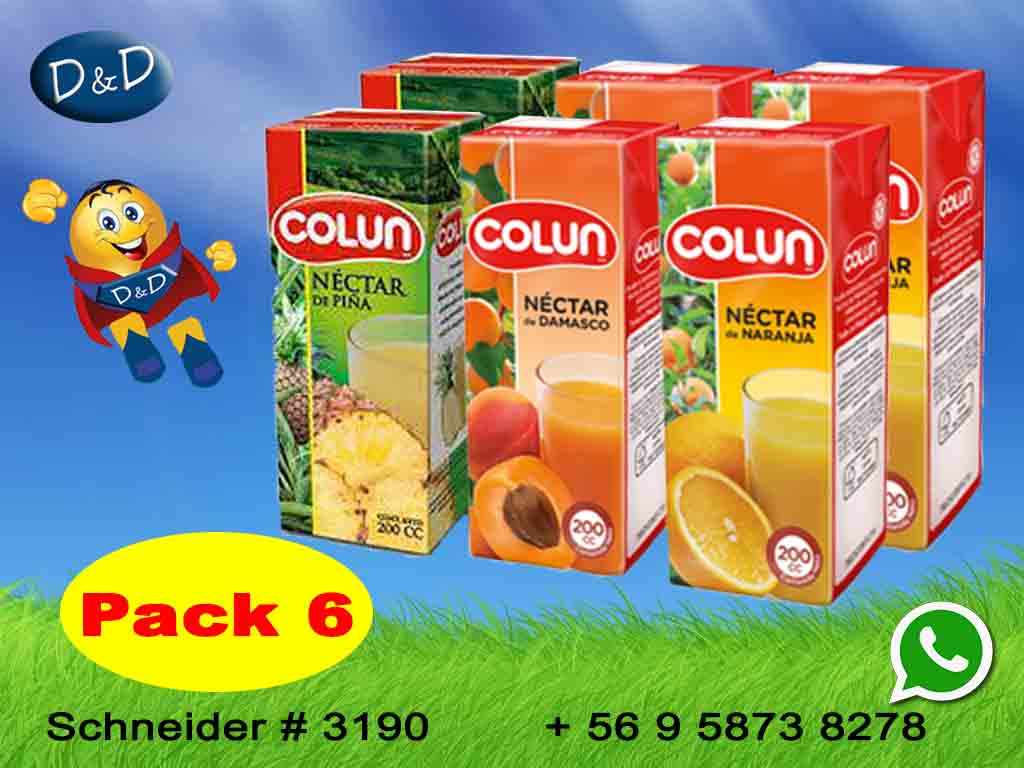 D&D
COLUN
NÉCTAR
DE PIÑA
200 CC
COLUN
NÉCTAR
de DAMASCO
200
CC
COLUN
COLUN
NÉCTAR
de NARANJA
200
CC
COLUN
COLUN
D&D
Pack 6
Schneider # 3190
+ 56 9 5873 8278